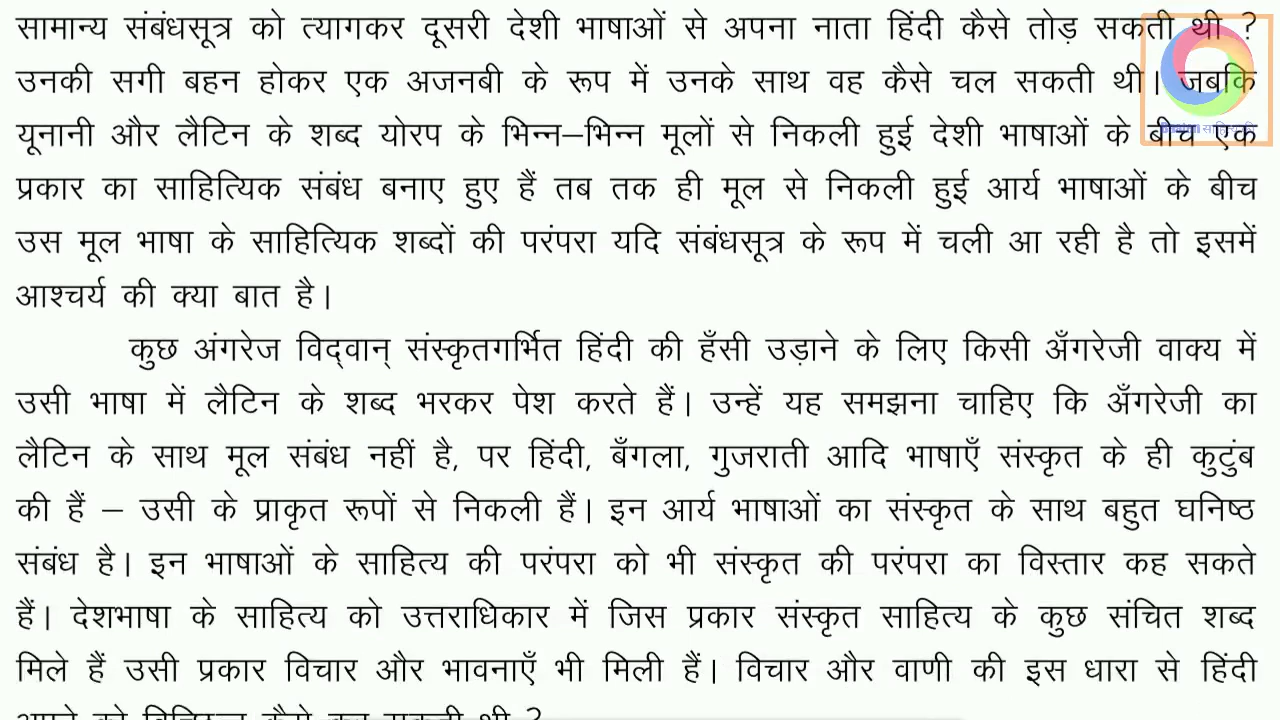 सामान्य संबंधसूत्र को त्यागकर दूसरी देशी भाषाओं से अपना नाता हिंदी कैसे तोड़ सकती थी ?
उनकी सगी बहन होकर एक अजनबी के रूप में उनके साथ वह कैसे चल सकती थी। जबकि
यूनानी और लैटिन के शब्द योरप के भिन्न–भिन्न मूलों से निकली हुई देशी भाषाओं के बीच एक
प्रकार का साहित्यिक संबंध बनाए हुए हैं तब तक ही मूल से निकली हुई आर्य भाषाओं के बीच
उस मूल भाषा के साहित्यिक शब्दों की परंपरा यदि संबंधसूत्र के रूप में चली आ रही है तो इसमें
आश्चर्य की क्या बात है।
कुछ अंगरेज विद्वान् संस्कृतगर्भित हिंदी की हँसी उड़ाने के लिए किसी अँगरेजी वाक्य में
उसी भाषा में लैटिन के शब्द भरकर पेश करते हैं। उन्हें यह समझना चाहिए कि अँगरेजी का
लैटिन के साथ मूल संबंध नहीं है, पर हिंदी, बँगला, गुजराती आदि भाषाएँ संस्कृत के ही कुटुंब
की हैं – उसी के प्राकृत रूपों से निकली हैं। इन आर्य भाषाओं का संस्कृत के साथ बहुत घनिष्ठ
संबंध है। इन भाषाओं के साहित्य की परंपरा को भी संस्कृत की परंपरा का विस्तार कह सकते
हैं। देशभाषा के साहित्य को उत्तराधिकार में जिस प्रकार संस्कृत साहित्य के कुछ संचित शब्द
मिले हैं उसी प्रकार विचार और भावनाएँ भी मिली हैं। विचार और वाणी की इस धारा से हिंदी